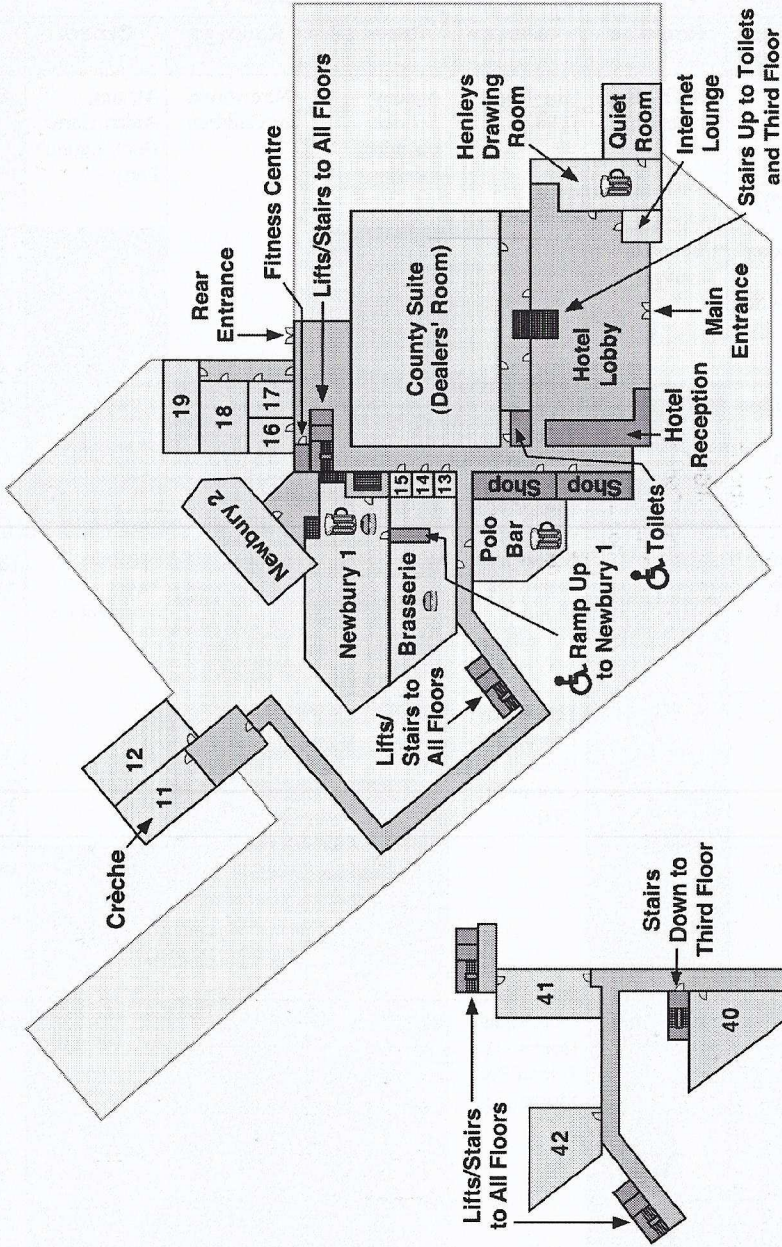 Crèche
11
12
Newbury 2
19
18
16
17
Rear
Entrance
Fitness Centre
Lifts/Stairs to All Floors
Newbury 1
Brasserie
15
14
13
County Suite
(Dealers' Room)
Henleys
Drawing
Room
Quiet
Room
Internet
Lounge
Stairs Up to Toilets
and Third Floor
Lifts/
Stairs to
All Floors
Polo
Bar
Shop
Shop
Hotel
Lobby
Ramp Up
to Newbury 1
Toilets
Hotel
Reception
Main
Entrance
Lifts/Stairs
to All Floors
42
41
40
Stairs
Down to
Third Floor